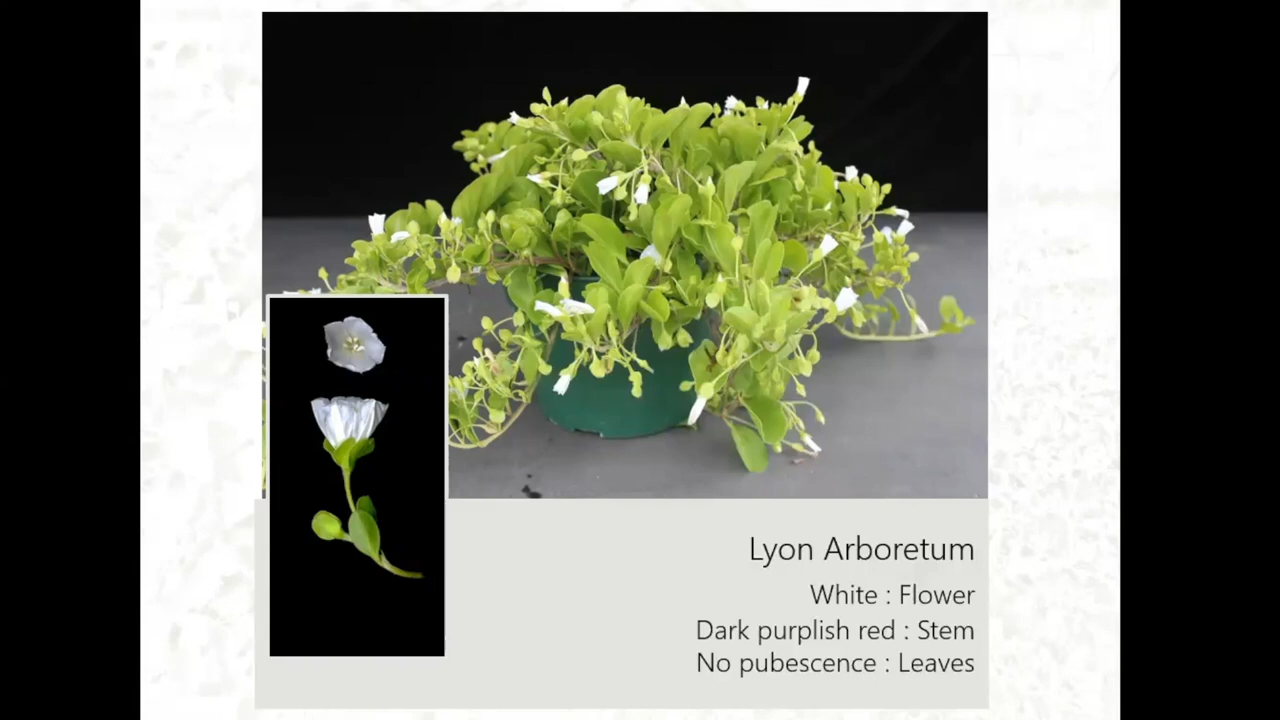 Lyon Arboretum
White : Flower
Dark purplish red : Stem
No pubescence : Leaves